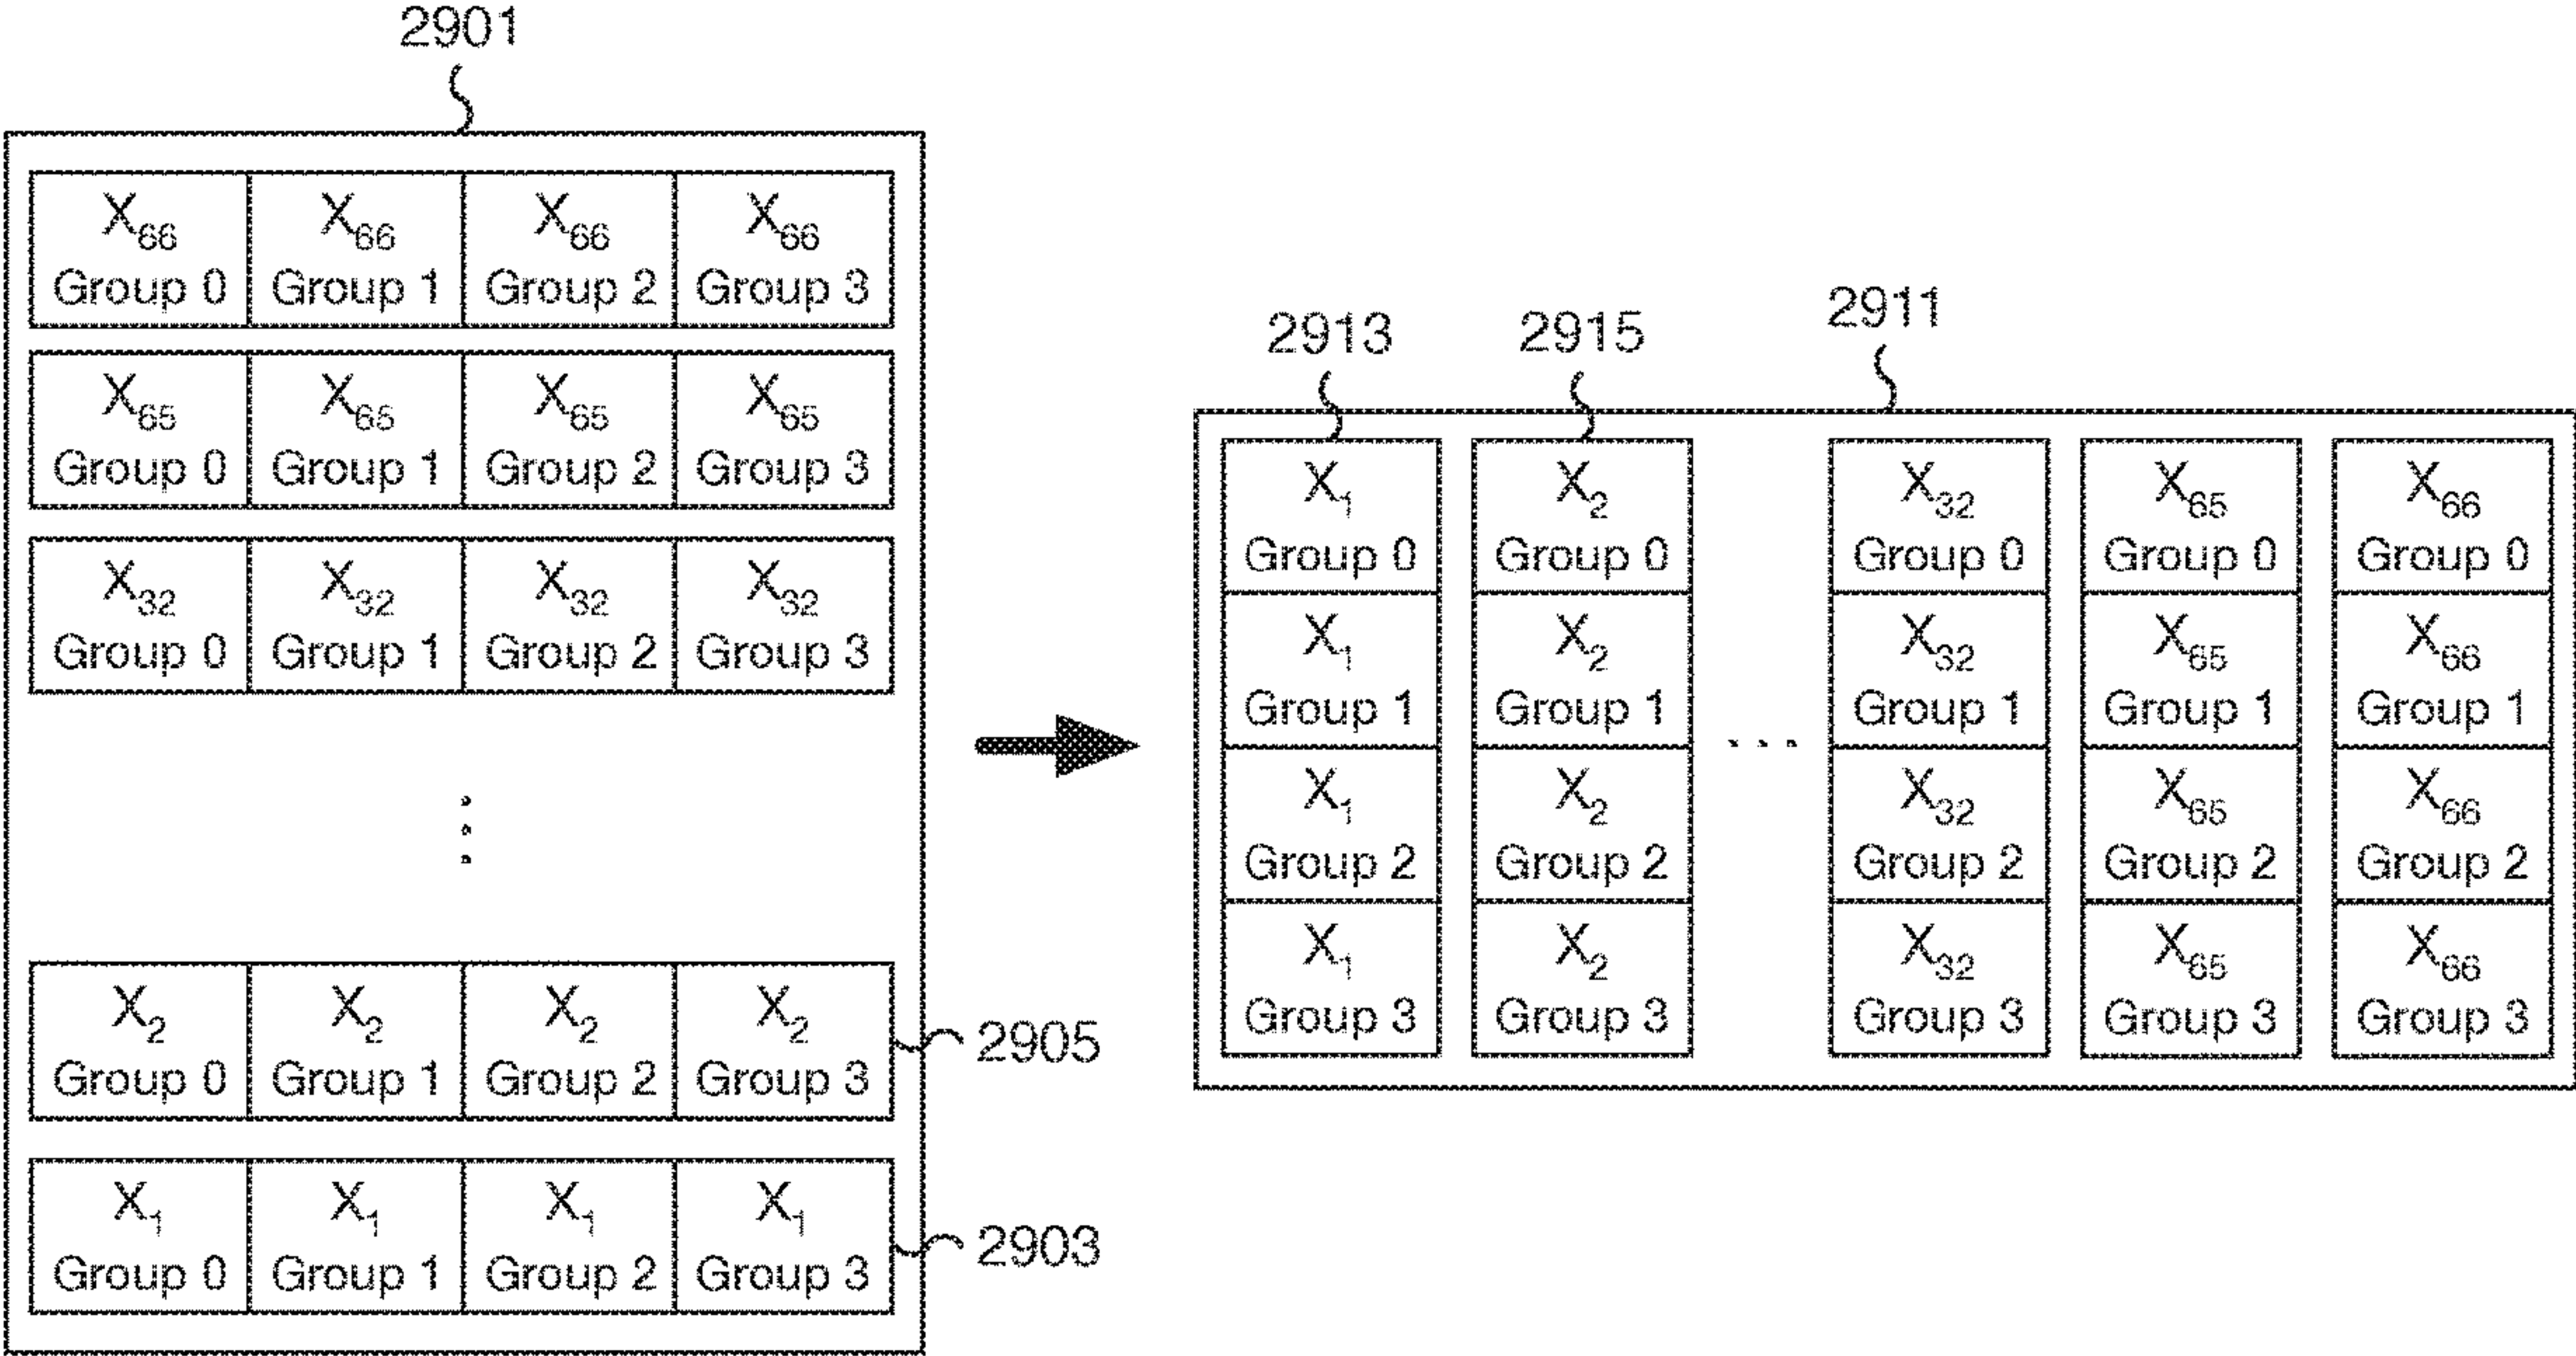 2901
X66 X66 X66 X66
Group 0 Group 1 Group 2 Group 3
X65 X65 X65 X65
Group 0 Group 1 Group 2 Group 3
X32 X32 X32 X32
Group 0 Group 1 Group 2 Group 3
⋮
X2 X2 X2 X2
Group 0 Group 1 Group 2 Group 3
2905
X1 X1 X1 X1
Group 0 Group 1 Group 2 Group 3
2903
2913 2915 2911
X1 X2 X32 X65 X66
Group 0 Group 0 Group 0 Group 0 Group 0
X1 X2 X32 X65 X66
Group 1 Group 1 ... Group 1 Group 1 Group 1
X1 X2 X32 X65 X66
Group 2 Group 2 Group 2 Group 2 Group 2
X1 X2 X32 X65 X66
Group 3 Group 3 Group 3 Group 3 Group 3